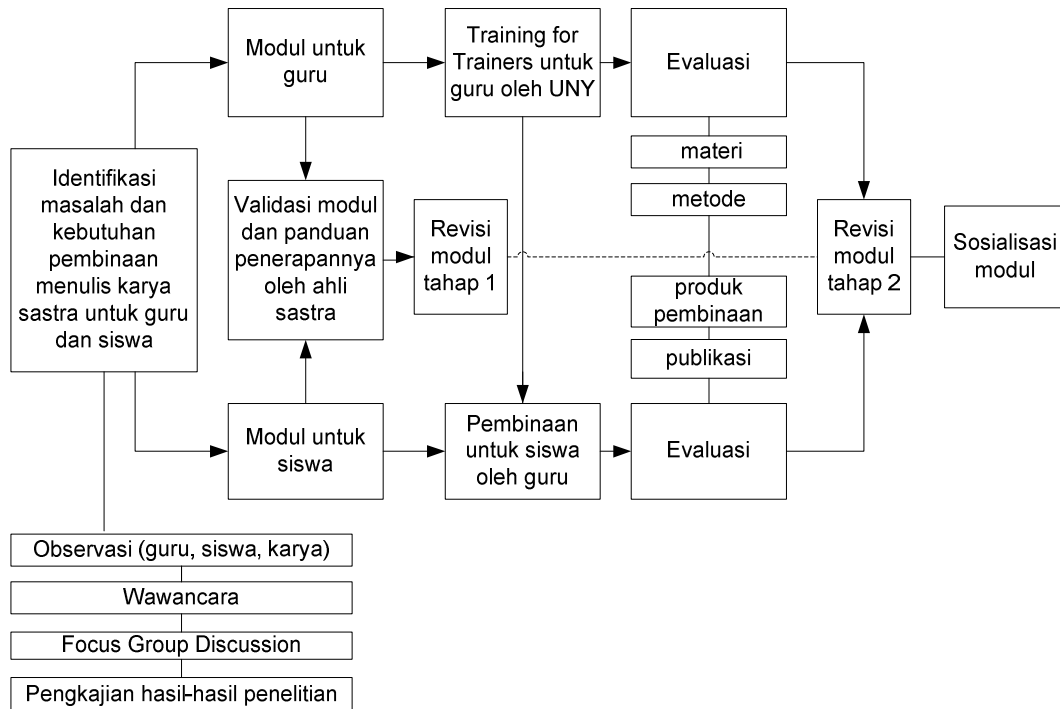 Modul untuk
guru
Training for
Trainers untuk
guru oleh UNY
Evaluasi
materi
metode
Identifikasi
masalah dan
kebutuhan
pembinaan
menulis karya
sastra untuk guru
dan siswa
Validasi modul
dan panduan
penerapannya
oleh ahli
sastra
Revisi
modul
tahap 1
Revisi
modul
tahap 2
Sosialisasi
modul
produk
pembinaan
publikasi
Modul untuk
siswa
Pembinaan
untuk siswa
oleh guru
Evaluasi
Observasi (guru, siswa, karya)
Wawancara
Focus Group Discussion
Pengkajian hasil-hasil penelitian